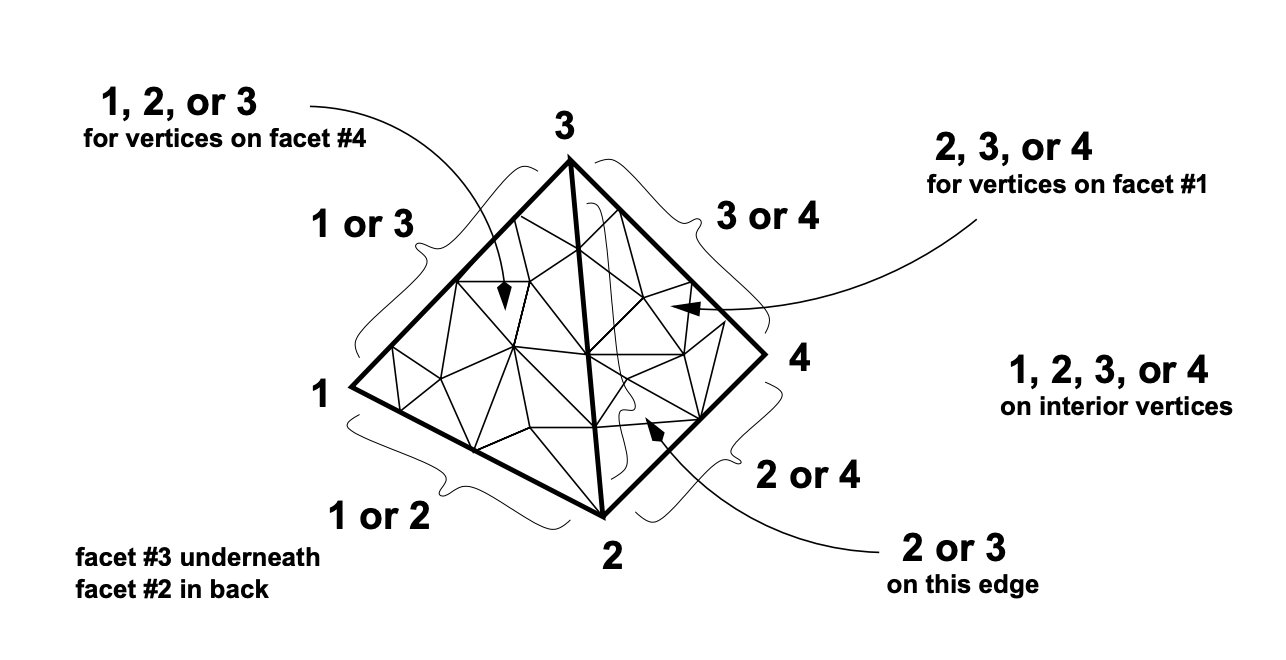 1, 2, or 3
for vertices on facet #4
3
2, 3, or 4
for vertices on facet #1
1 or 3
3 or 4
1
4
1, 2, 3, or 4
on interior vertices
1 or 2
2 or 4
2
facet #3 underneath
facet #2 in back
2 or 3
on this edge